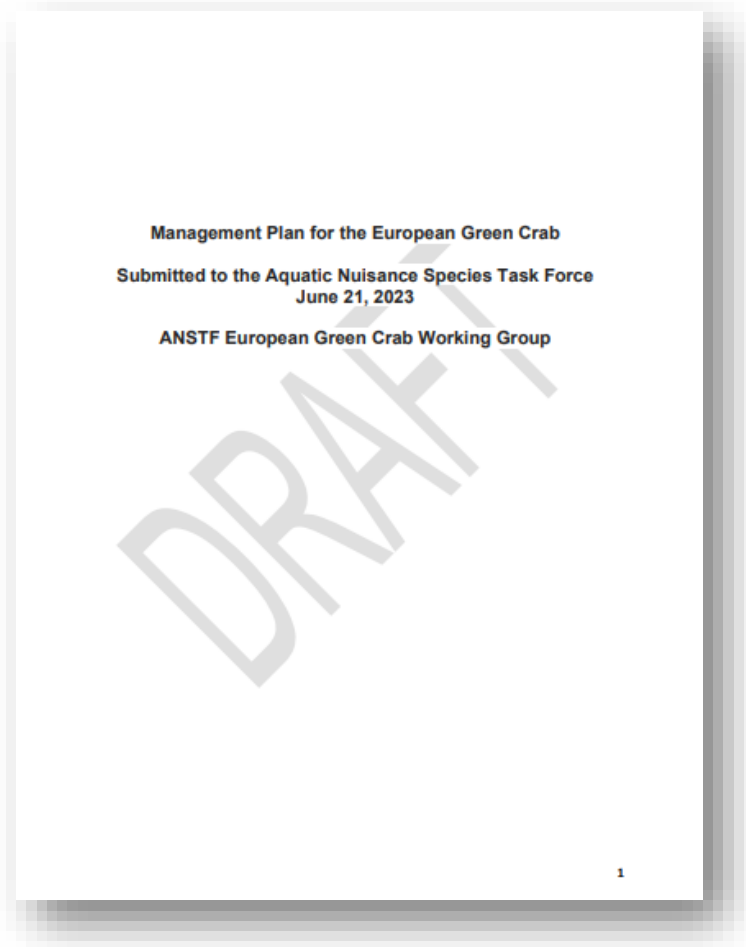 Management Plan for the European Green Crab
Submitted to the Aquatic Nuisance Species Task Force
June 21, 2023
ANSTF European Green Crab Working Group
DRAFT
1